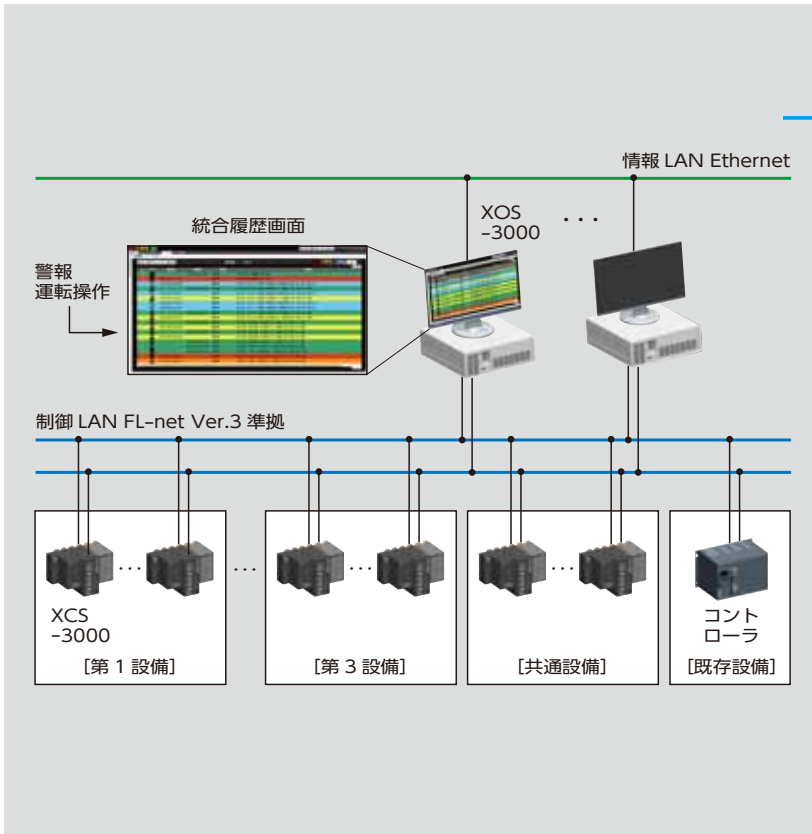 情報 LAN Ethernet
XOS
-3000
・・・
統合履歴画面
警報
運転操作
制御 LAN FL-net Ver.3 準拠
XCS
-3000
[第 1 設備]
[第 3 設備]
[共通設備]
コント
ローラ
[既存設備]